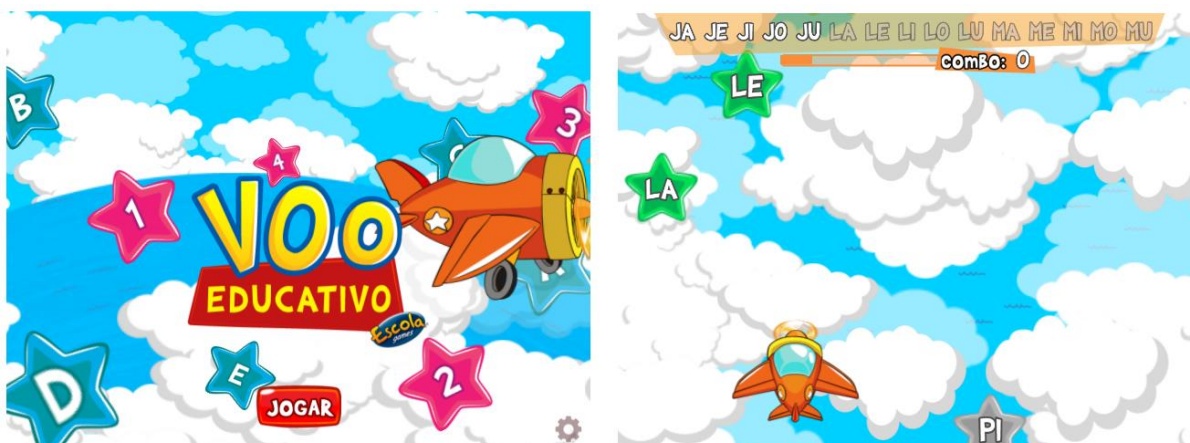 B
3
4
1
VOO
EDUCATIVO
Escola
games
D
E
2
JOGAR
JA JE JI JO JU LA LE LI LO LU MA ME MI MO MU
COMBO: 0
LE
LA
PI